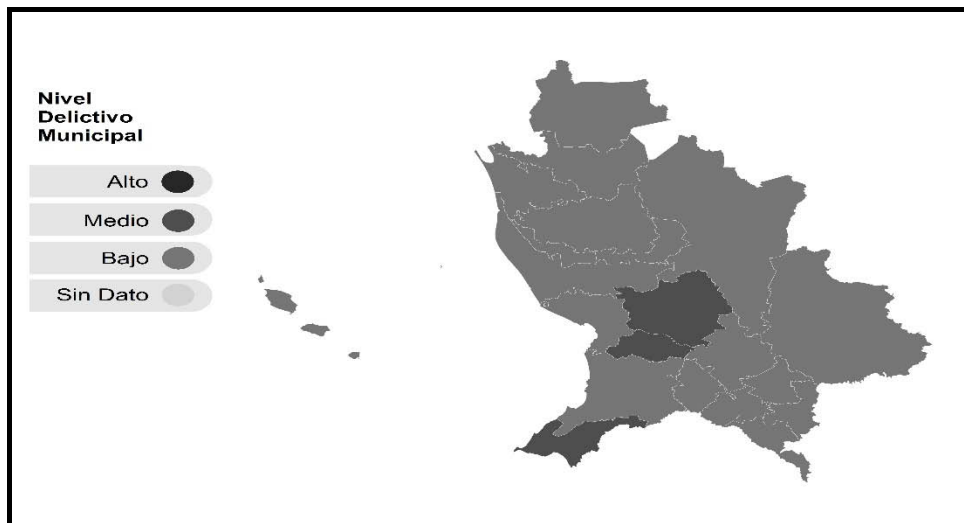 Nivel
Delictivo
Municipal
Alto
Medio
Bajo
Sin Dato